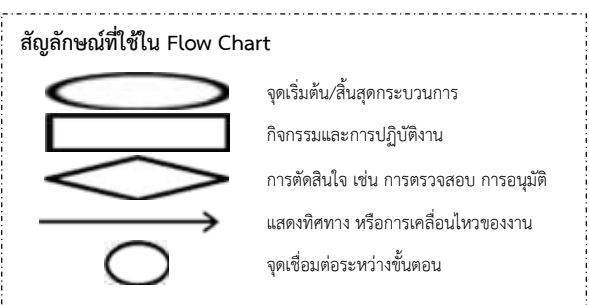 สัญลักษณ์ที่ใช้ใน Flow Chart
จุดเริ่มต้น/สิ้นสุดกระบวนการ
กิจกรรมและการปฏิบัติงาน
การตัดสินใจ เช่น การตรวจสอบ การอนุมัติ
แสดงทิศทาง หรือการเคลื่อนไหวของงาน
จุดเชื่อมต่อระหว่างขั้นตอน